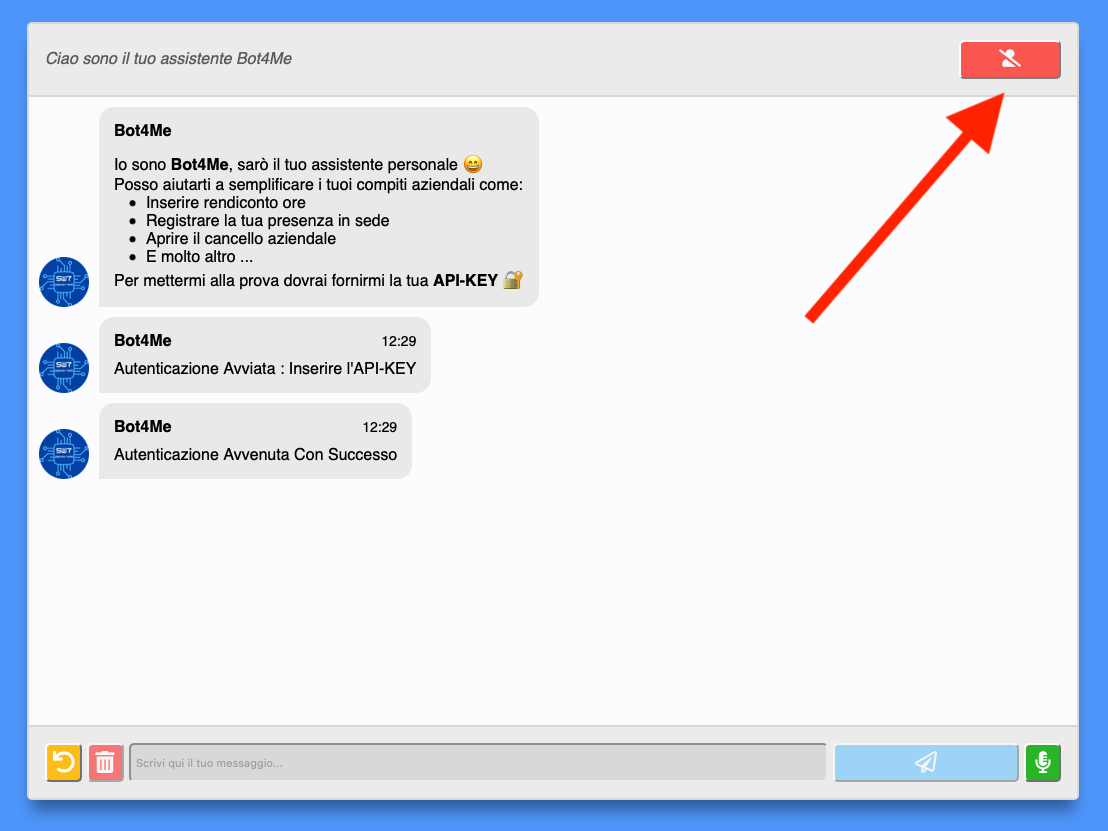 Ciao sono il tuo assistente Bot4Me
Bot4Me
Io sono Bot4Me, sarò il tuo assistente personale 😄
Posso aiutarti a semplificare i tuoi compiti aziendali come:
• Inserire rendiconto ore
• Registrare la tua presenza in sede
• Aprire il cancello aziendale
• E molto altro ...
Per mettermi alla prova dovrai fornirmi la tua API-KEY 🔐
Bot4Me 12:29
Autenticazione Avviata : Inserire l'API-KEY
Bot4Me 12:29
Autenticazione Avvenuta Con Successo
Scrivi qui il tuo messaggio...